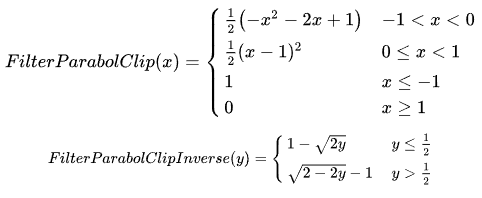 FilterParabolClip(x) = { ½(−x² − 2x + 1)  −1 < x < 0
½(x − 1)²  0 ≤ x < 1
1  x ≤ −1
0  x ≥ 1
FilterParabolClipInverse(y) = { 1 − √(2y)  y ≤ ½
√(2 − 2y) − 1  y > ½